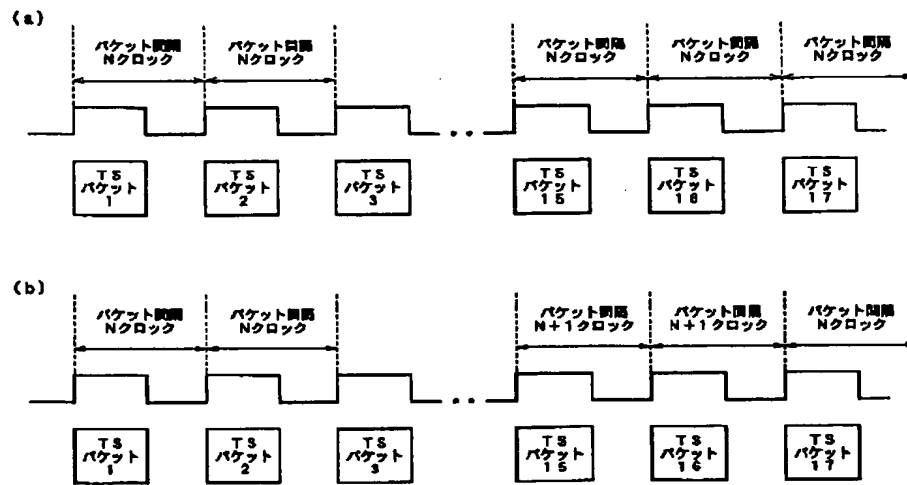 (a)
パケット間隔 パケット間隔 パケット間隔 パケット間隔 パケット間隔
Nクロック Nクロック Nクロック Nクロック Nクロック
TS TS TS TS TS TS
パケット パケット パケット パケット パケット パケット
1 2 3 15 16 17
(b)
パケット間隔 パケット間隔 パケット間隔 パケット間隔 パケット間隔
Nクロック Nクロック N+1クロック N+1クロック Nクロック
TS TS TS TS TS TS
パケット パケット パケット パケット パケット パケット
1 2 3 15 16 17